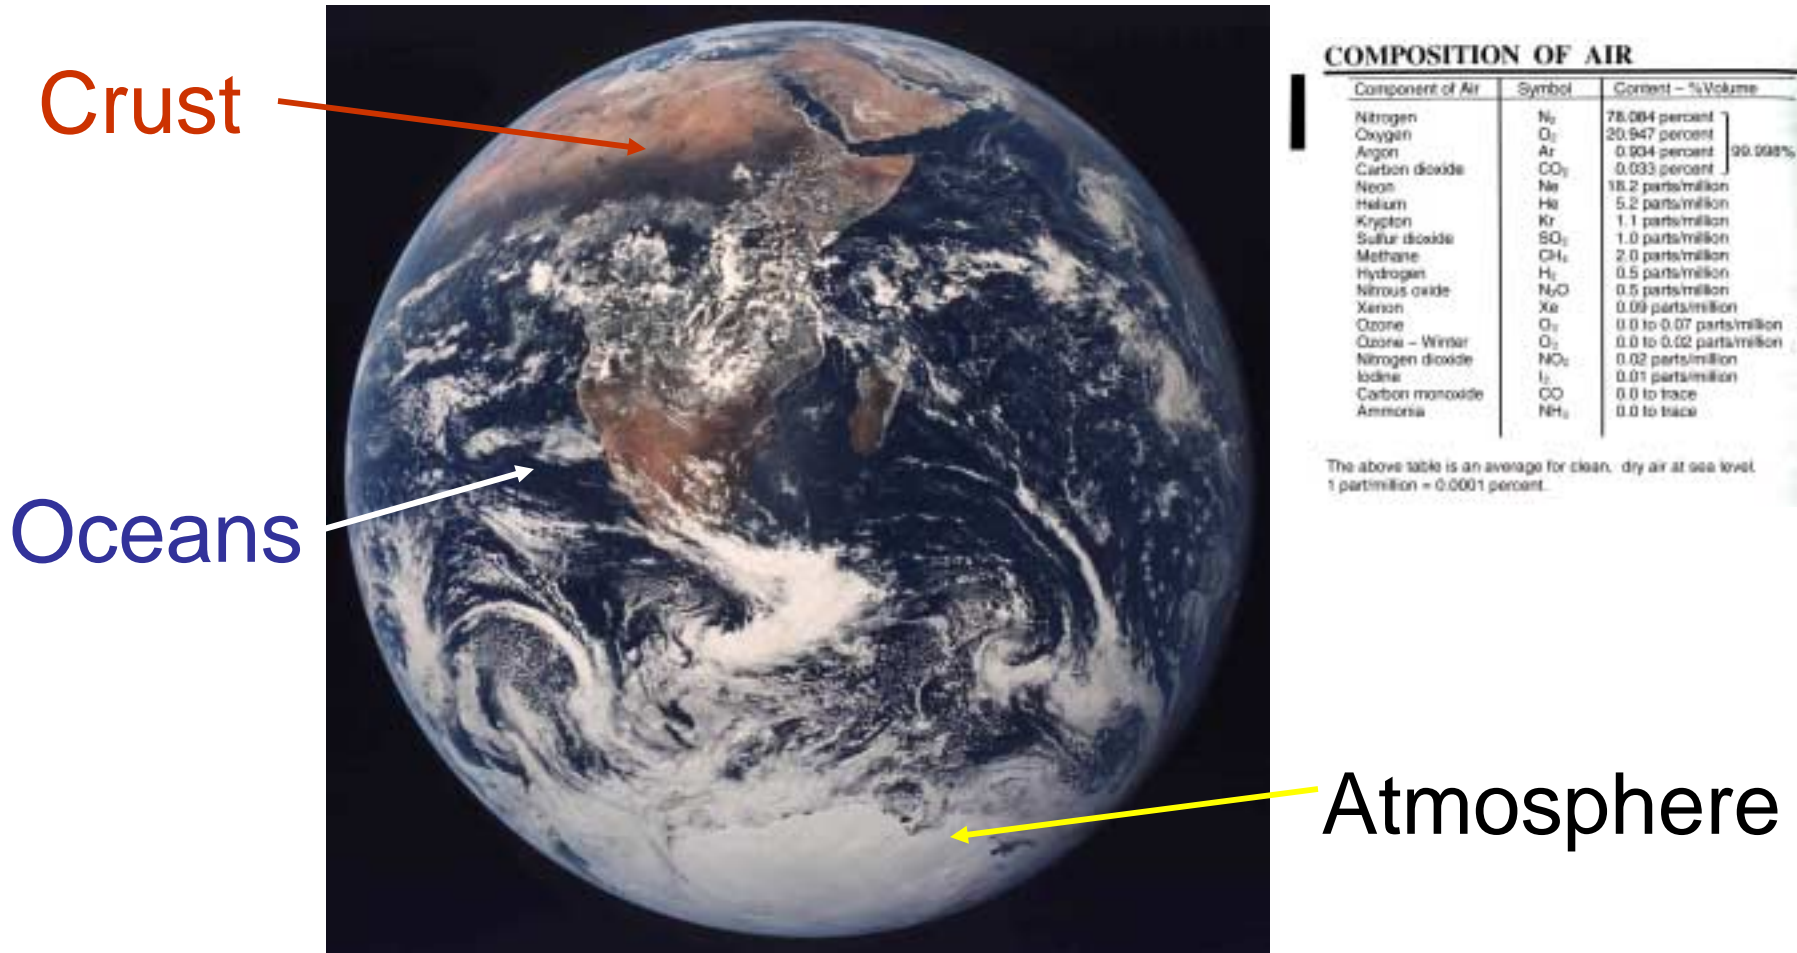 Crust
Oceans
Atmosphere
COMPOSITION OF AIR
Component of Air Symbol Content – % Volume
Nitrogen N₂ 78.084 percent
Oxygen O₂ 20.947 percent
Argon Ar 0.934 percent 99.998%
Carbon dioxide CO₂ 0.033 percent
Neon Ne 18.2 parts/million
Helium He 5.2 parts/million
Krypton Kr 1.1 parts/million
Sulfur dioxide SO₂ 1.0 parts/million
Methane CH₄ 2.0 parts/million
Hydrogen H₂ 0.5 parts/million
Nitrous oxide N₂O 0.5 parts/million
Xenon Xe 0.09 parts/million
Ozone O₃ 0.0 to 0.07 parts/million
Ozone – Winter O₃ 0.0 to 0.02 parts/million
Nitrogen dioxide NO₂ 0.02 parts/million
Iodine I₂ 0.01 parts/million
Carbon monoxide CO 0.0 to trace
Ammonia NH₃ 0.0 to trace
The above table is an average for clean, dry air at sea level.
1 part/million = 0.0001 percent.